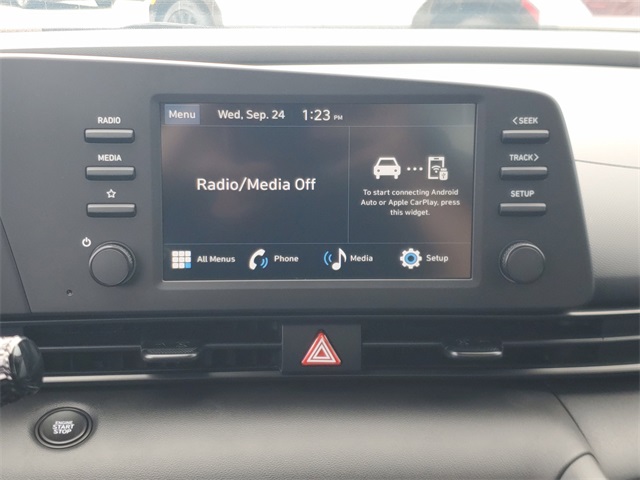 Menu Wed, Sep. 24 1:23 PM
RADIO
MEDIA
Radio/Media Off
To start connecting Android
Auto or Apple CarPlay, press
this widget.
All Menus Phone Media Setup
<SEEK
TRACK>
SETUP
ENGINE
START
STOP